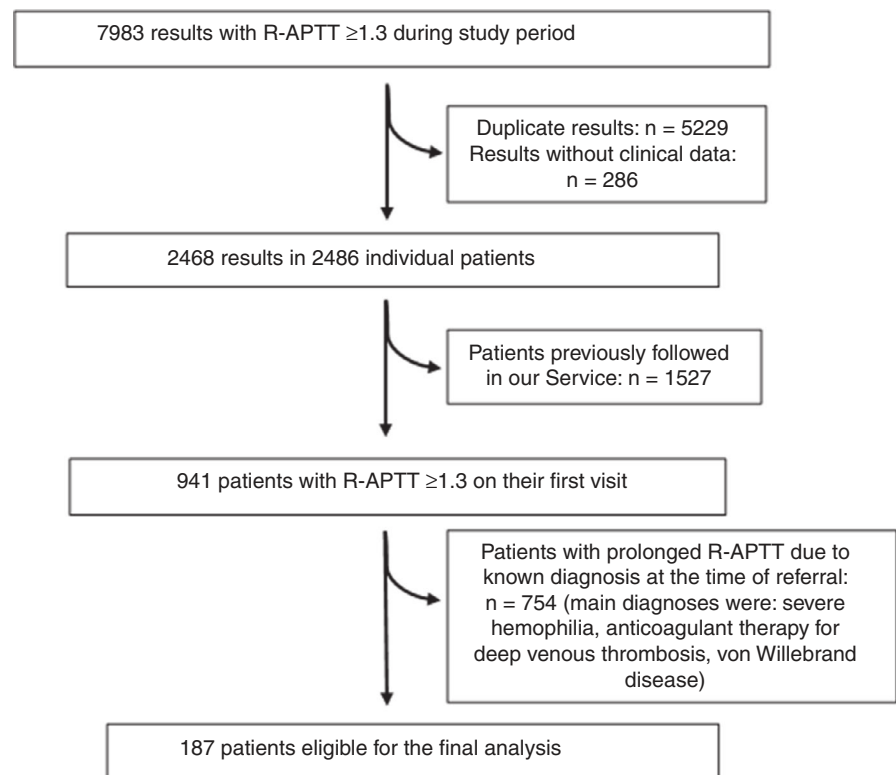 7983 results with R-APTT ≥1.3 during study period
Duplicate results: n = 5229
Results without clinical data:
n = 286
2468 results in 2486 individual patients
Patients previously followed
in our Service: n = 1527
941 patients with R-APTT ≥1.3 on their first visit
Patients with prolonged R-APTT due to
known diagnosis at the time of referral:
n = 754 (main diagnoses were: severe
hemophilia, anticoagulant therapy for
deep venous thrombosis, von Willebrand
disease)
187 patients eligible for the final analysis